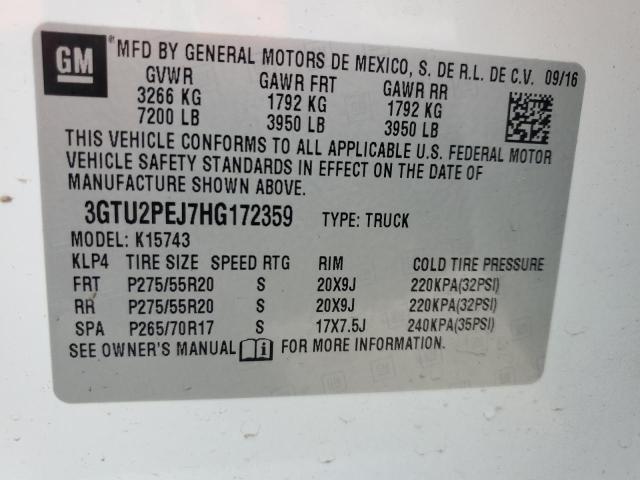 GM ® MFD BY GENERAL MOTORS DE MEXICO, S. DE R.L. DE C.V. 09/16
GVWR GAWR FRT GAWR RR
3266 KG 1792 KG 1792 KG
7200 LB 3950 LB 3950 LB
THIS VEHICLE CONFORMS TO ALL APPLICABLE U.S. FEDERAL MOTOR
VEHICLE SAFETY STANDARDS IN EFFECT ON THE DATE OF
MANUFACTURE SHOWN ABOVE.
3GTU2PEJ7HG172359 TYPE: TRUCK
MODEL: K15743
KLP4 TIRE SIZE SPEED RTG RIM COLD TIRE PRESSURE
FRT P275/55R20 S 20X9J 220KPA(32PSI)
RR P275/55R20 S 20X9J 220KPA(32PSI)
SPA P265/70R17 S 17X7.5J 240KPA(35PSI)
SEE OWNER'S MANUAL i FOR MORE INFORMATION.